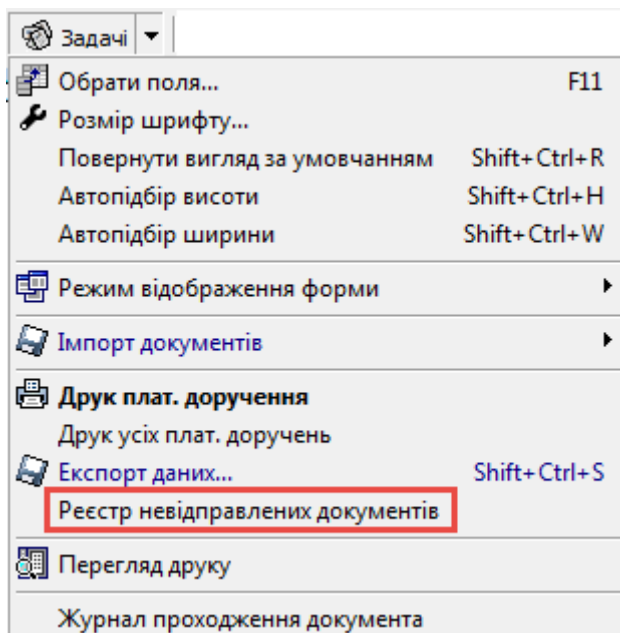 Задачі
Обрати поля... F11
Розмір шрифту...
Повернути вигляд за умовчанням Shift+Ctrl+R
Автопідбір висоти Shift+Ctrl+H
Автопідбір ширини Shift+Ctrl+W
Режим відображення форми
Імпорт документів
Друк плат. доручення
Друк усіх плат. доручень
Експорт даних... Shift+Ctrl+S
Реєстр невідправлених документів
Перегляд друку
Журнал проходження документа